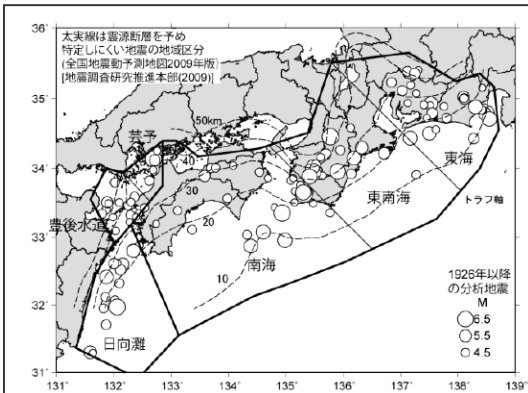 太実線は震源断層を予め
特定しにくい地震の地域区分
(全国地震動予測地図2009年版)
[地震調査研究推進本部(2009)]
36°
35°
34°
33°
32°
31°
50km
芸予
40
30
20
10
豊後水道
日向灘
南海
東南海
東海
トラフ軸
1926年以降
の分析地震
M
6.5
5.5
4.5
131°
132°
133°
134°
135°
136°
137°
138°
139°